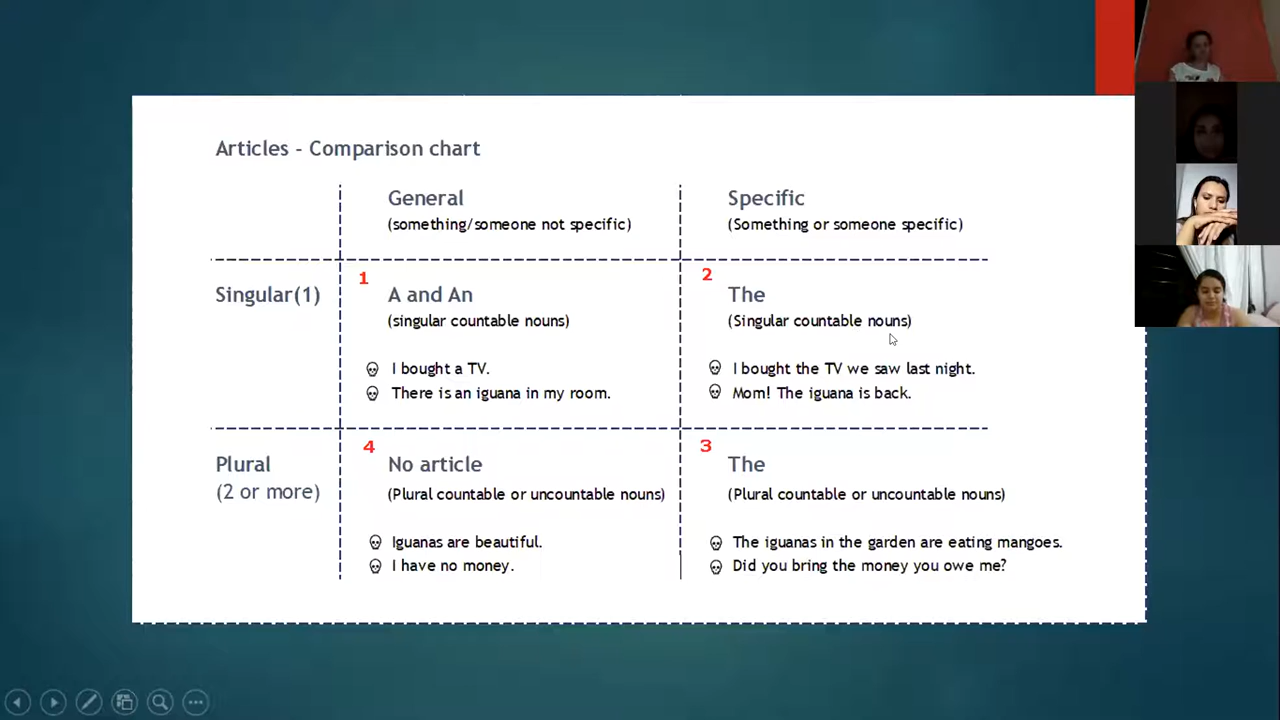 Articles - Comparison chart
General
(something/someone not specific)
Specific
(Something or someone specific)
Singular(1)
1
A and An
(singular countable nouns)
I bought a TV.
There is an iguana in my room.
2
The
(Singular countable nouns)
I bought the TV we saw last night.
Mom! The iguana is back.
Plural
(2 or more)
4
No article
(Plural countable or uncountable nouns)
Iguanas are beautiful.
I have no money.
3
The
(Plural countable or uncountable nouns)
The iguanas in the garden are eating mangoes.
Did you bring the money you owe me?